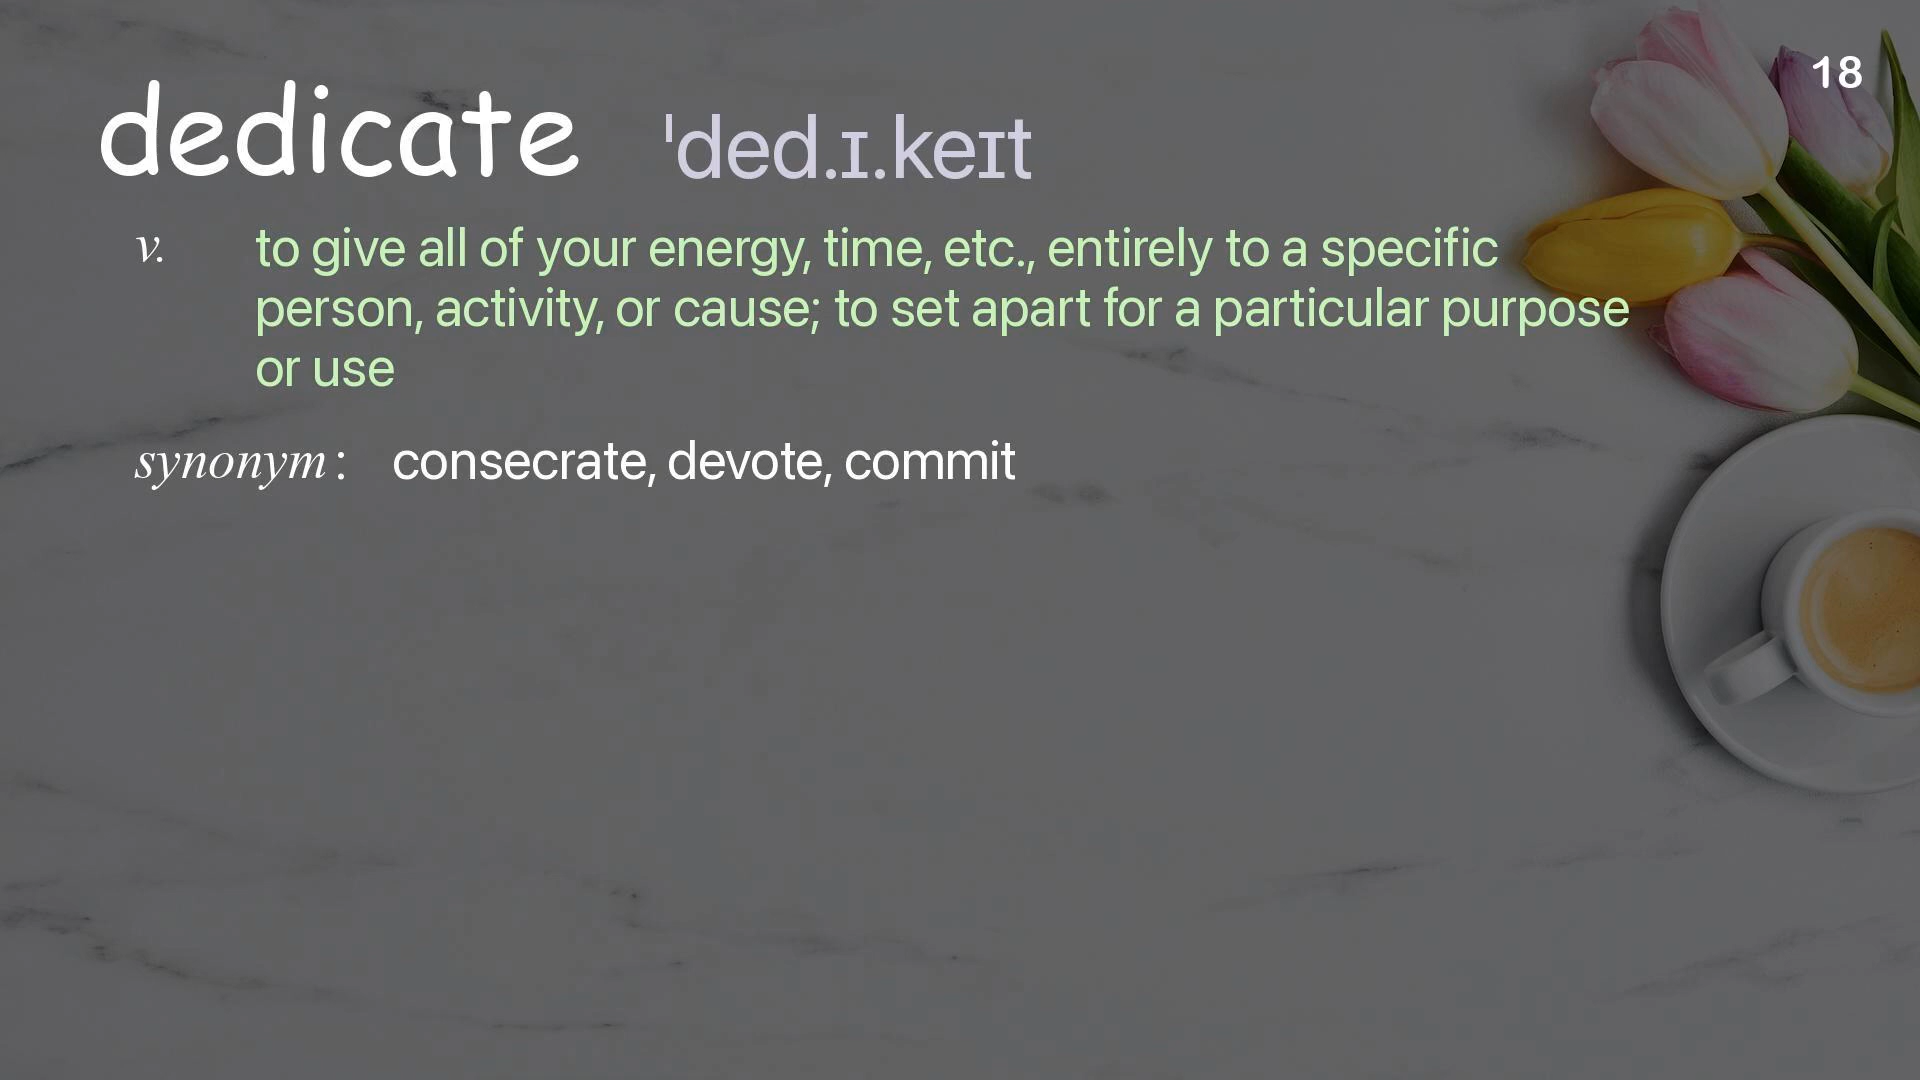 18
dedicate ˈded.ɪ.keɪt
v. to give all of your energy, time, etc., entirely to a specific
person, activity, or cause; to set apart for a particular purpose
or use
synonym : consecrate, devote, commit